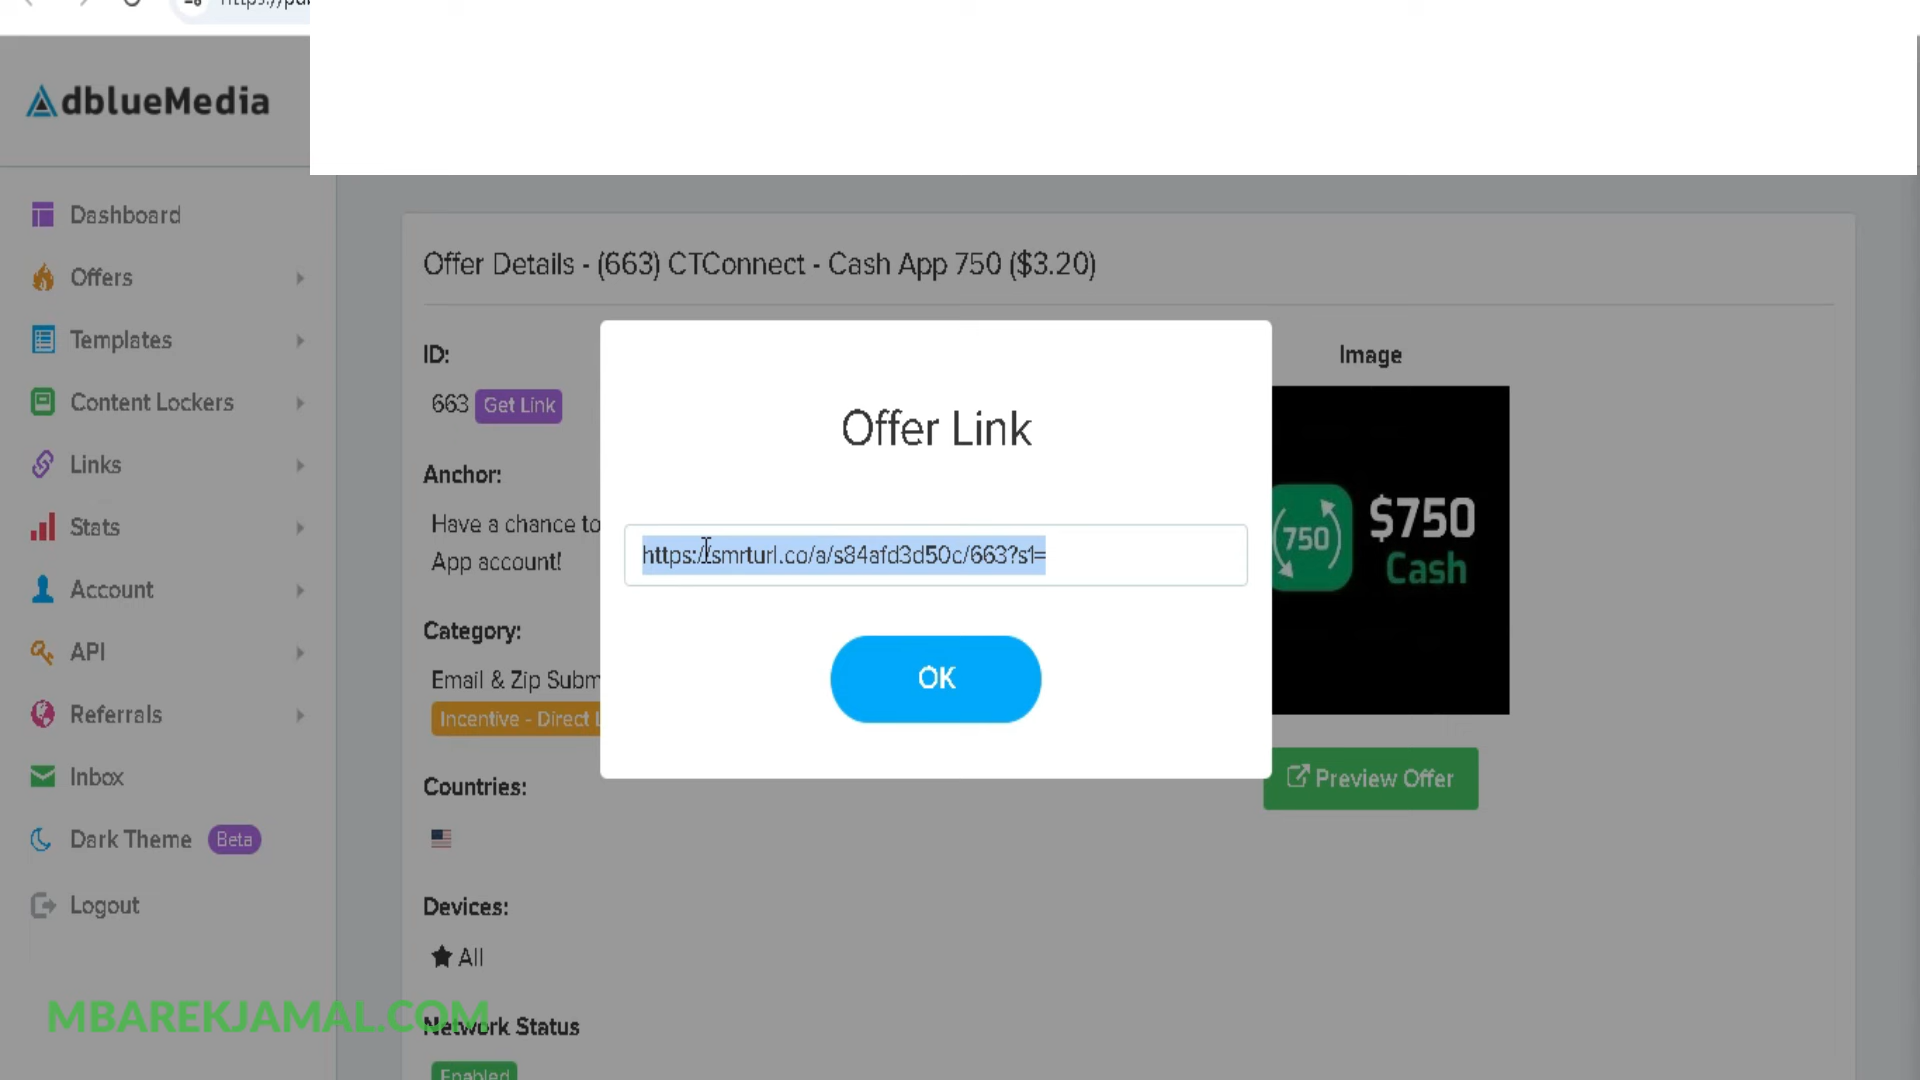 AdblueMedia
Dashboard
Offers
Templates
Content Lockers
Links
Stats
Account
API
Referrals
Inbox
Dark Theme Beta
Logout
Offer Details - (663) CTConnect - Cash App 750 ($3.20)
ID:
663 Get Link
Anchor:
Have a chance to
App account!
Category:
Email & Zip Subm
Incentive - Direct L
Countries:
Devices:
All
Network Status
Enabled
Offer Link
https://smrturl.co/a/s84afd3d50c/663?s1=
OK
Image
750
$750
Cash
Preview Offer
MBAREKJAMAL.COM